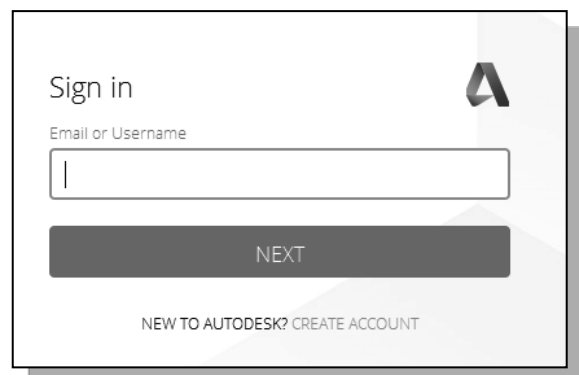 Sign in
Email or Username
NEXT
NEW TO AUTODESK? CREATE ACCOUNT